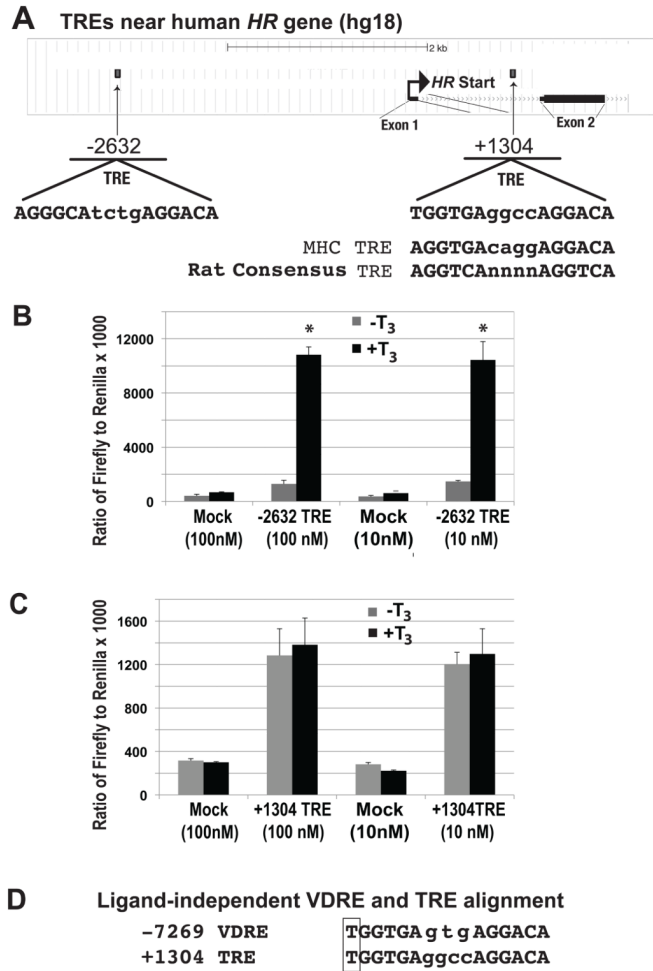 A TREs near human HR gene (hg18)
2 kb
HR Start
Exon 1
Exon 2
-2632
+1304
TRE
TRE
AGGGCAtctgAGGACA
TGGTGAggccAGGACA
MHC TRE AGGTGAcaggAGGACA
Rat Consensus TRE AGGTCAnnnnAGGTCA
B
-T3
+T3
Ratio of Firefly to Renilla x 1000
12000
8000
4000
0
*
*
Mock (100nM)
-2632 TRE (100 nM)
Mock (10nM)
-2632 TRE (10 nM)
C
-T3
+T3
Ratio of Firefly to Renilla x 1000
1600
1200
800
400
0
Mock (100nM)
+1304 TRE (100 nM)
Mock (10nM)
+1304TRE (10 nM)
D Ligand-independent VDRE and TRE alignment
-7269 VDRE TGGTGAgtgAGGACA
+1304 TRE TGGTGAggccAGGACA